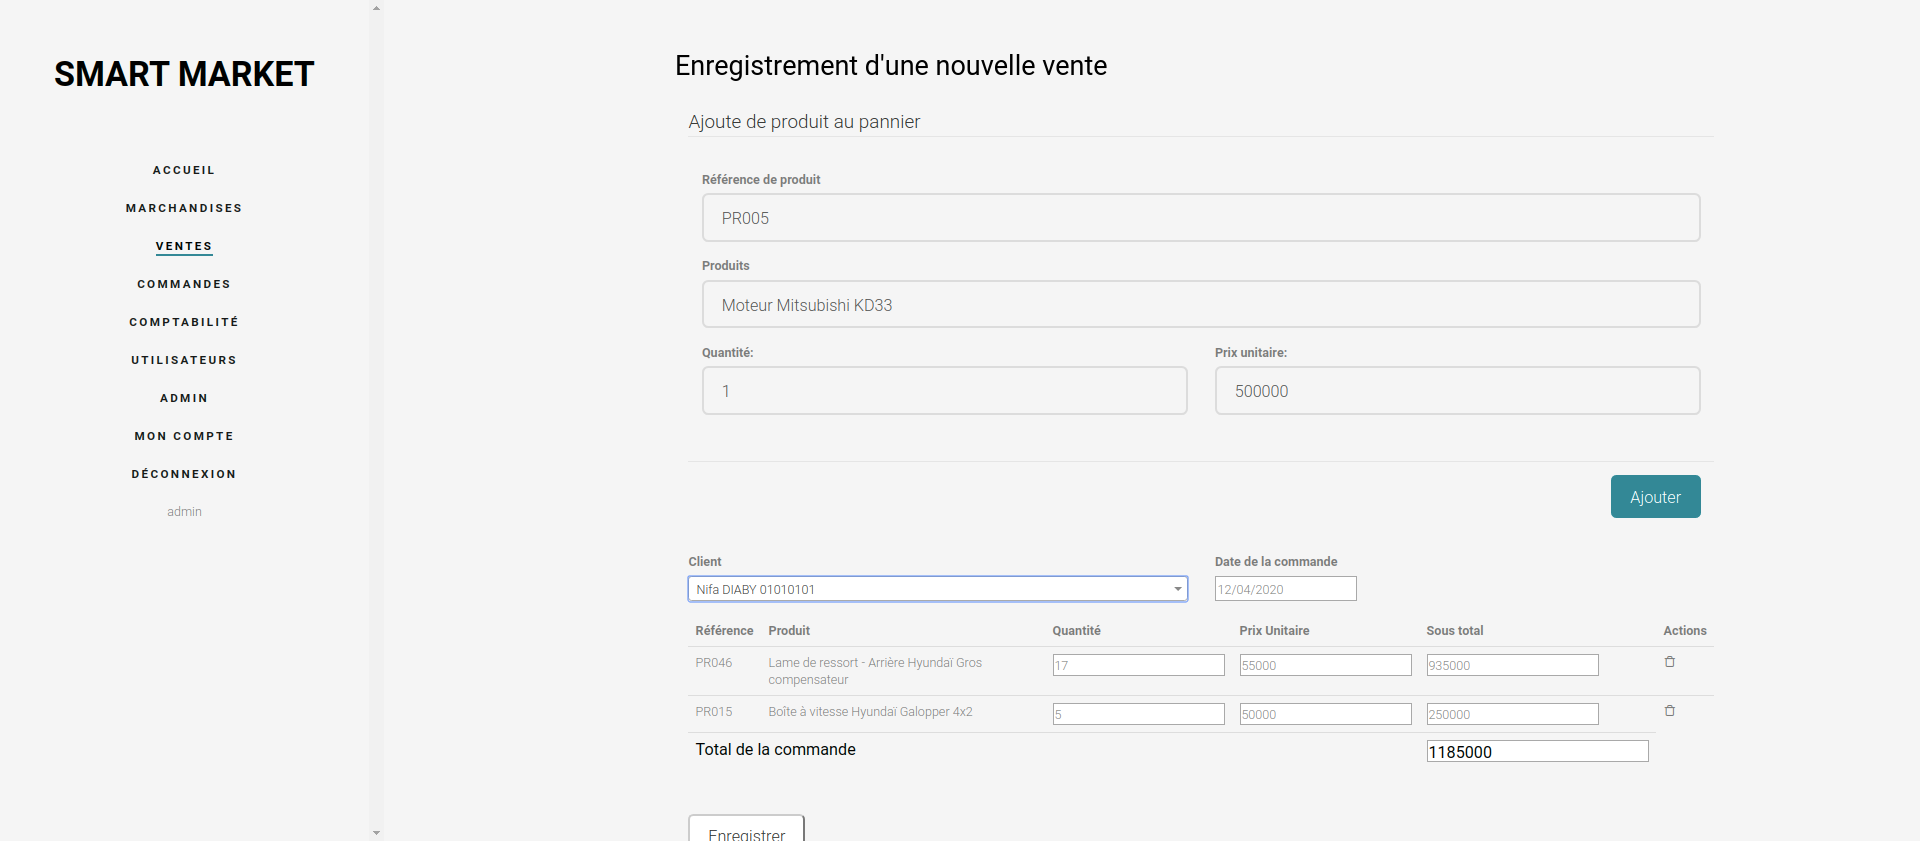 SMART MARKET
ACCUEIL
MARCHANDISES
VENTES
COMMANDES
COMPTABILITÉ
UTILISATEURS
ADMIN
MON COMPTE
DÉCONNEXION
admin
Enregistrement d'une nouvelle vente
Ajoute de produit au pannier
Référence de produit
PR005
Produits
Moteur Mitsubishi KD33
Quantité: Prix unitaire:
1 500000
Ajouter
Client Date de la commande
Nifa DIABY 01010101 12/04/2020
Référence Produit Quantité Prix Unitaire Sous total Actions
PR046 Lame de ressort - Arrière Hyundaï Gros 17 55000 935000
compensateur
PR015 Boîte à vitesse Hyundaï Galopper 4x2 5 50000 250000
Total de la commande 1185000
Enregistrer